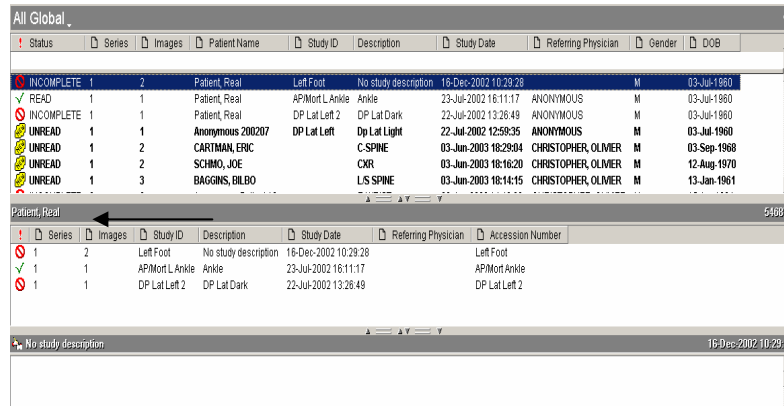 All Global
! Status Series Images Patient Name Study ID Description Study Date Referring Physician Gender DOB
INCOMPLETE 1 2 Patient, Real Left Foot No study description 16-Dec-2002 10:29:28 M 03-Jul-1960
READ 1 1 Patient, Real AP/Mort L Ankle Ankle 23-Jul-2002 16:11:17 ANONYMOUS M 03-Jul-1960
INCOMPLETE 1 1 Patient, Real DP Lat Left 2 DP Lat Dark 22-Jul-2002 13:26:49 ANONYMOUS M 03-Jul-1960
UNREAD 1 1 Anonymous 200207 DP Lat Left Dp Lat Light 22-Jul-2002 12:59:35 ANONYMOUS M 03-Jul-1960
UNREAD 1 2 CARTMAN, ERIC C-SPINE 03-Jun-2003 18:29:04 CHRISTOPHER, OLIVIER M 03-Sep-1968
UNREAD 1 2 SCHMO, JOE CXR 03-Jun-2003 18:16:20 CHRISTOPHER, OLIVIER M 12-Aug-1970
UNREAD 1 3 BAGGINS, BILBO L/S SPINE 03-Jun-2003 18:14:15 CHRISTOPHER, OLIVIER M 13-Jan-1961
Patient, Real 5468
! Series Images Study ID Description Study Date Referring Physician Accession Number
1 2 Left Foot No study description 16-Dec-2002 10:29:28 Left Foot
1 1 AP/Mort L Ankle Ankle 23-Jul-2002 16:11:17 AP/Mort Ankle
1 1 DP Lat Left 2 DP Lat Dark 22-Jul-2002 13:26:49 DP Lat Left 2
No study description 16-Dec-2002 10:29: